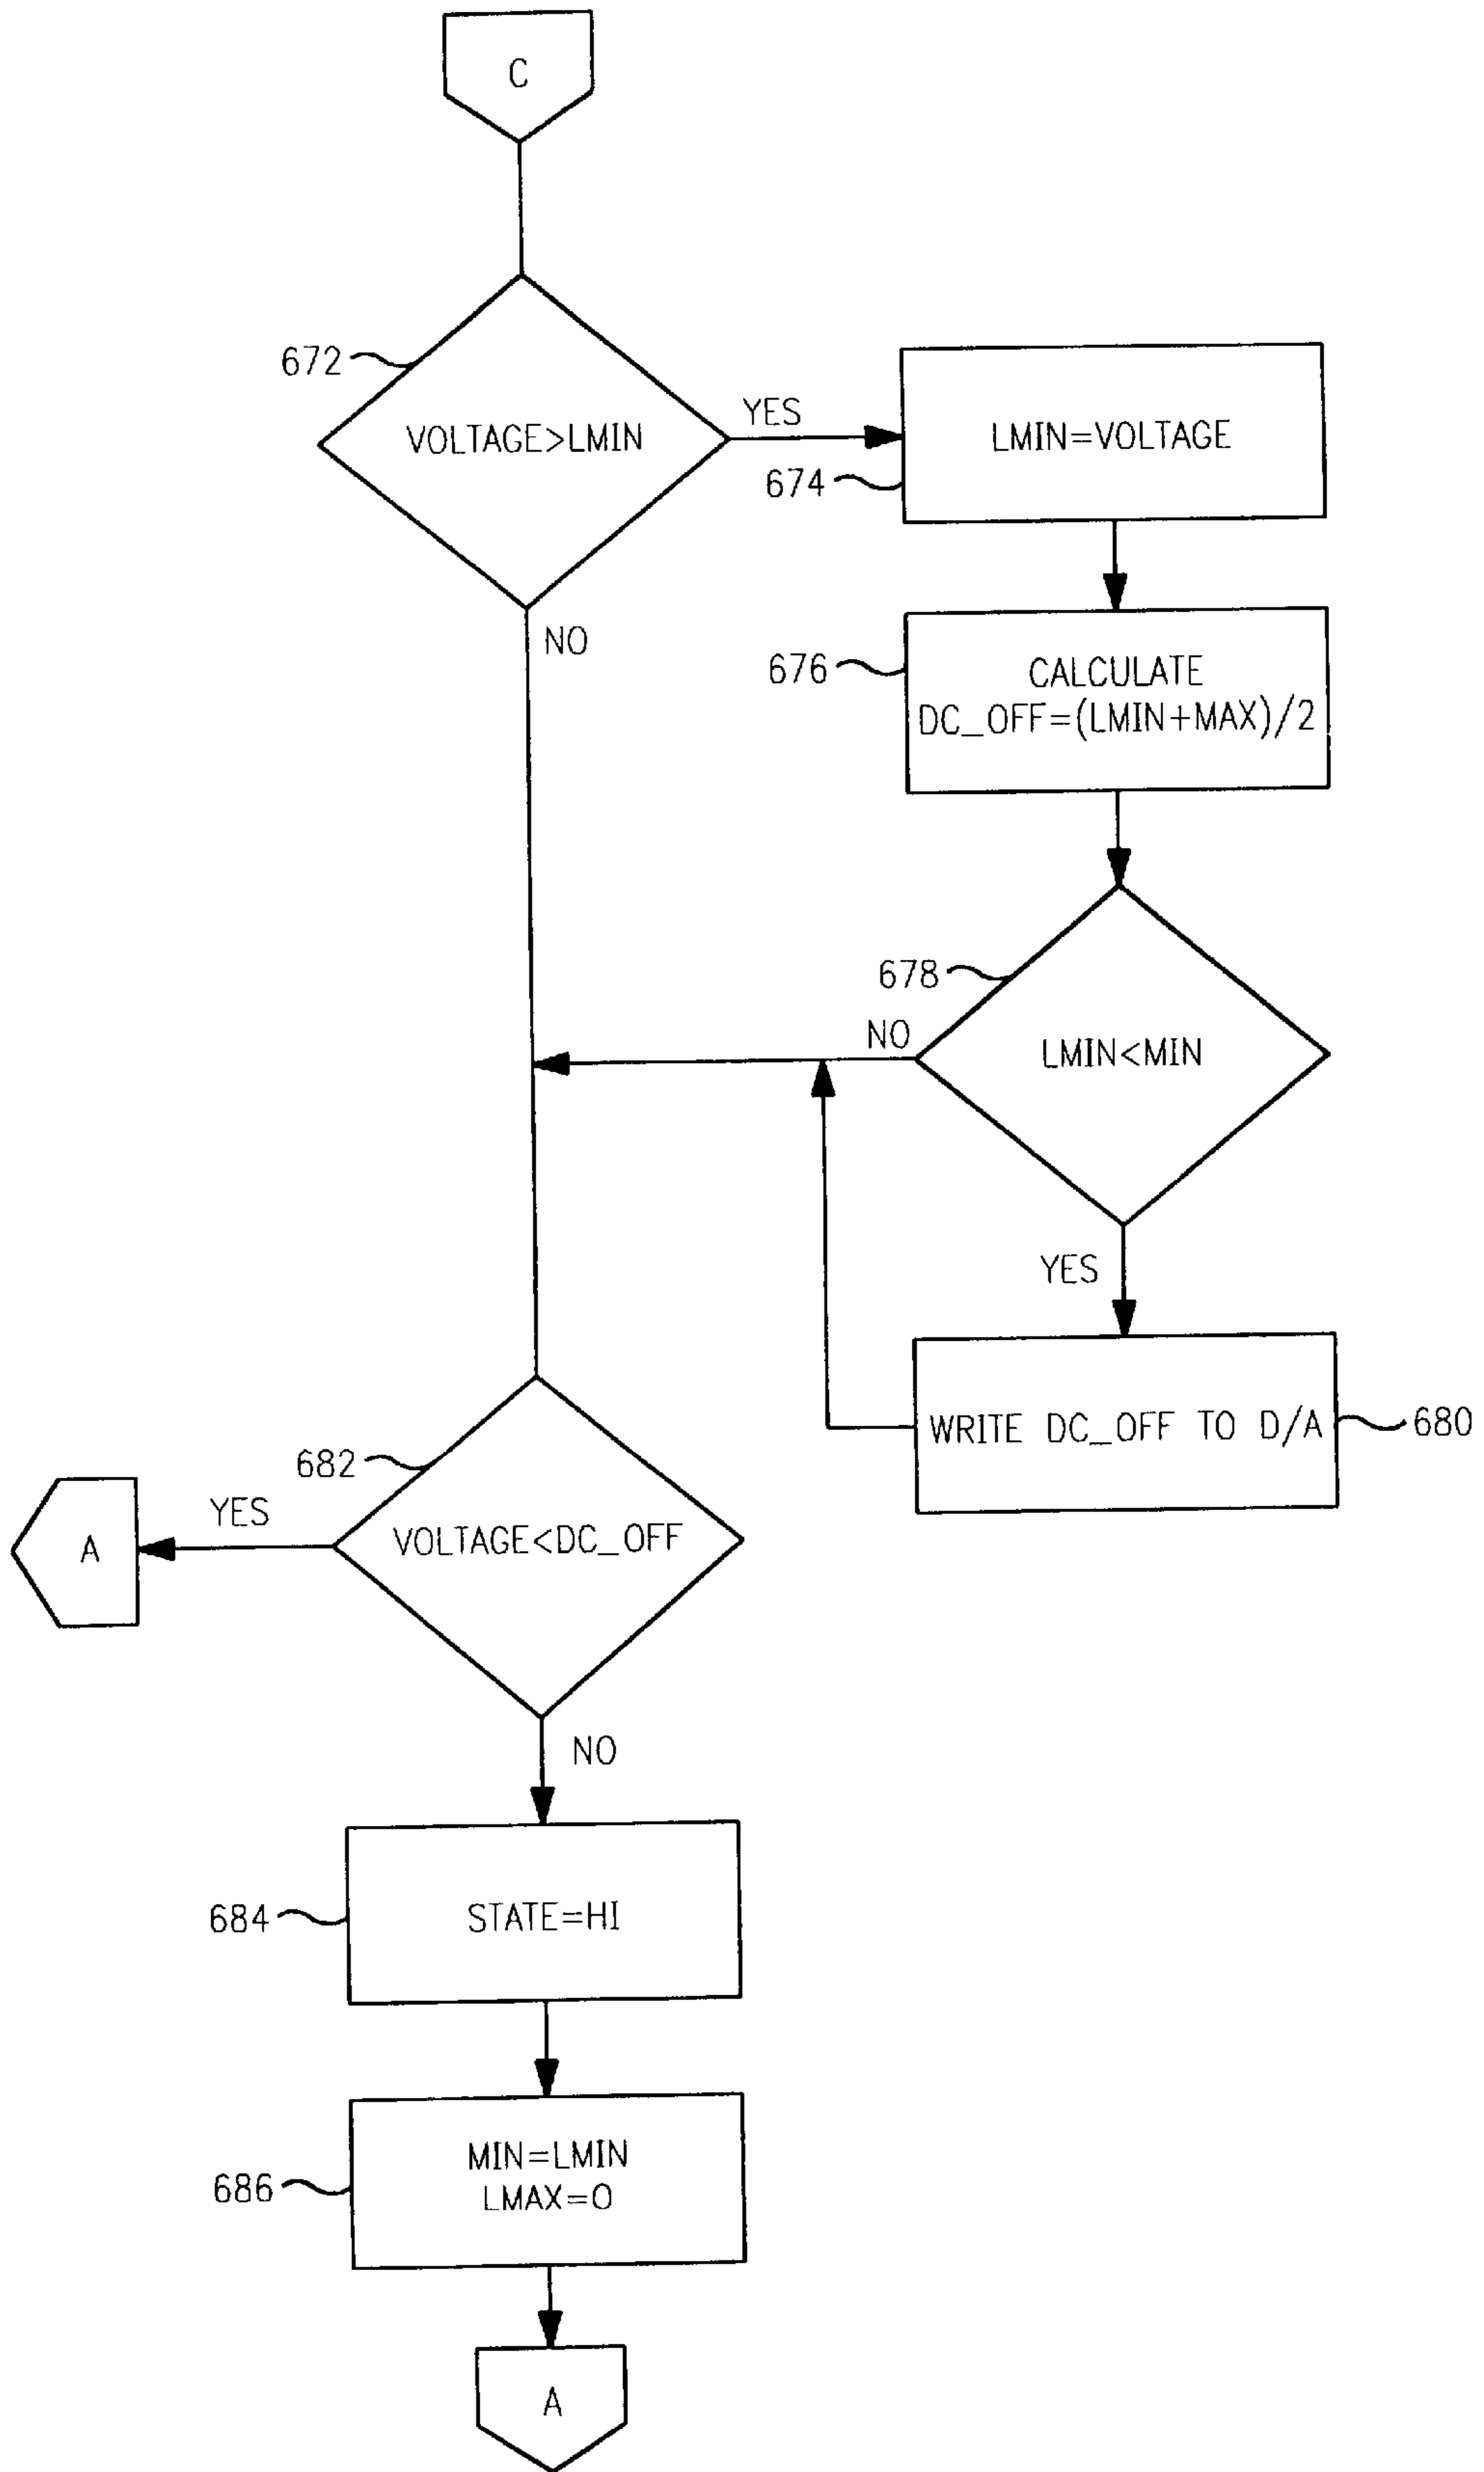 C
672
VOLTAGE>LMIN
YES
LMIN=VOLTAGE
674
NO
676
CALCULATE
DC_OFF=(LMIN+MAX)/2
678
NO
LMIN<MIN
YES
WRITE DC_OFF TO D/A
680
682
YES
A
VOLTAGE<DC_OFF
NO
684
STATE=HI
686
MIN=LMIN
LMAX=0
A